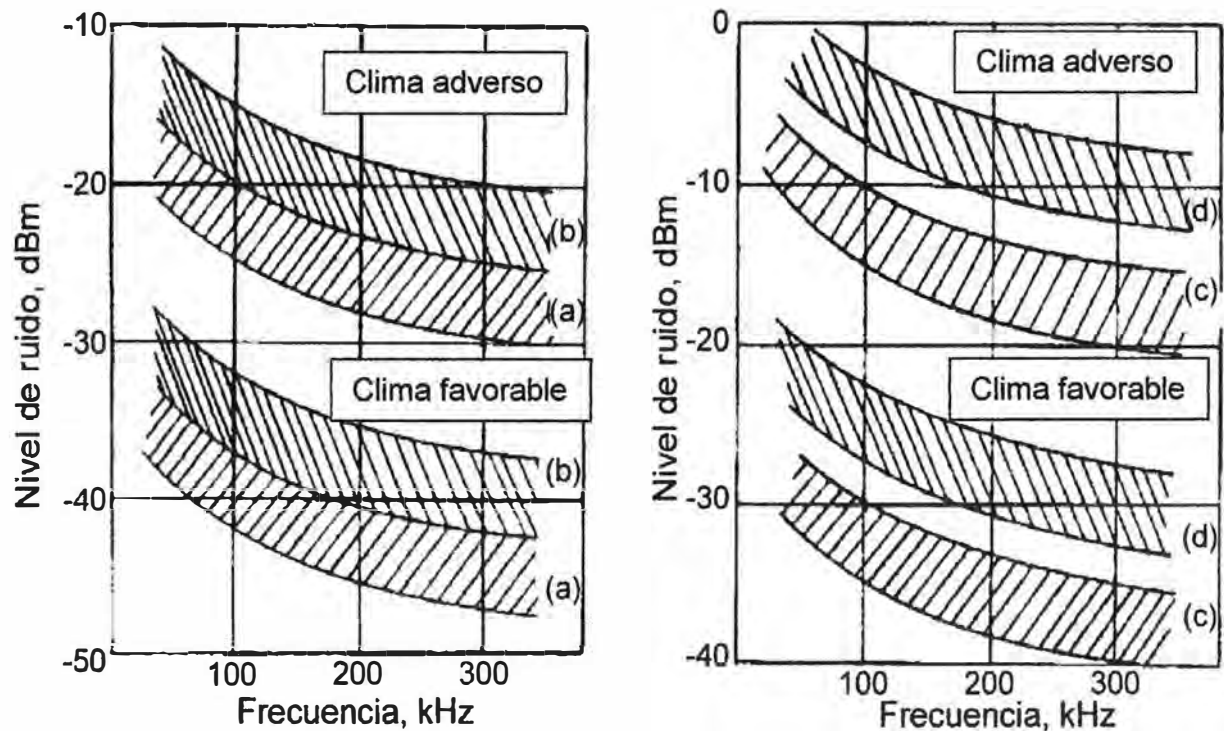 Nivel de ruido, dBm
-10
-20
-30
-40
-50
Clima adverso
(b)
(a)
Clima favorable
(b)
(a)
100 200 300
Frecuencia, kHz
Nivel de ruido, dBm
0
-10
-20
-30
-40
Clima adverso
(d)
(c)
Clima favorable
(d)
(c)
100 200 300
Frecuencia, kHz